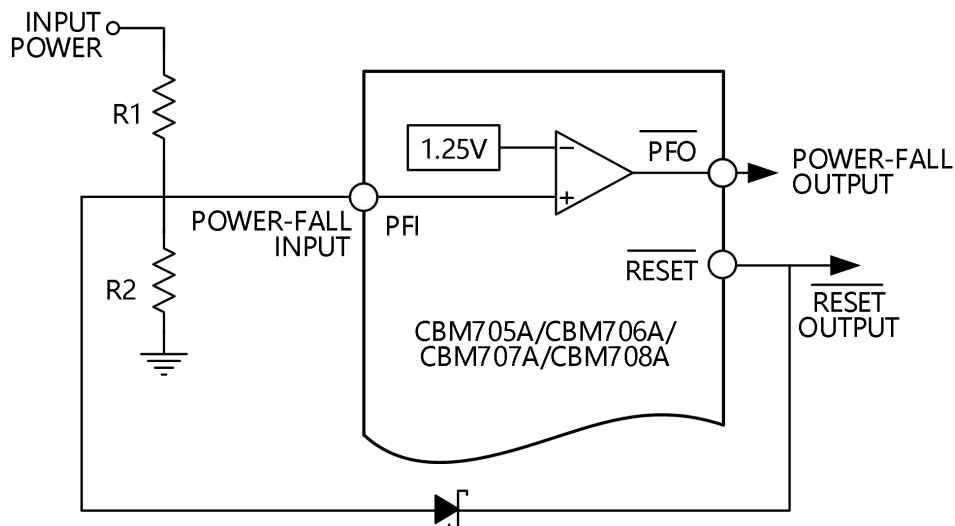 INPUT
POWER
R1
1.25V
−
+
PFO
POWER-FALL
OUTPUT
POWER-FALL
INPUT
PFI
R2
RESET
RESET
OUTPUT
CBM705A/CBM706A/
CBM707A/CBM708A